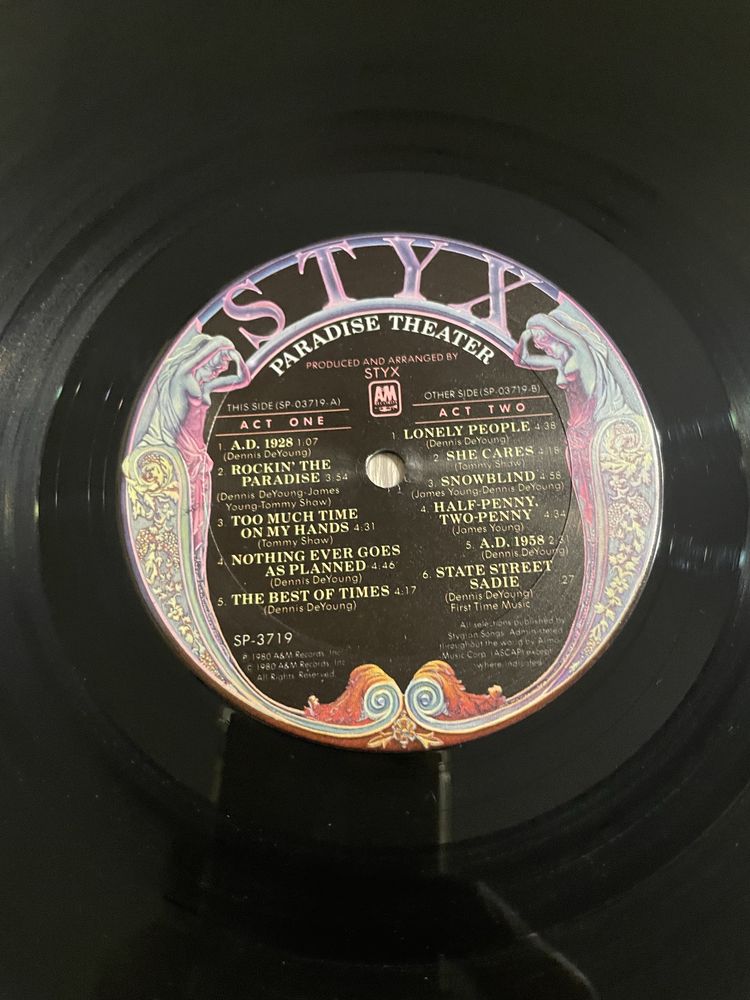 STYX
PARADISE THEATER
PRODUCED AND ARRANGED BY
STYX
A&M
RECORDS
THIS SIDE (SP-03719-A)
ACT ONE
1. A.D. 1928 1:07
(Dennis DeYoung)
2. ROCKIN' THE
PARADISE 3:54
(Dennis DeYoung-James
Young-Tommy Shaw)
3. TOO MUCH TIME
ON MY HANDS 4:31
(Tommy Shaw)
4. NOTHING EVER GOES
AS PLANNED 4:46
(Dennis DeYoung)
5. THE BEST OF TIMES 4:17
(Dennis DeYoung)
SP-3719
℗ 1980 A&M Records, Inc.
© 1980 A&M Records, Inc.
All Rights Reserved.
OTHER SIDE (SP-03719-B)
ACT TWO
1. LONELY PEOPLE 4:38
(Dennis DeYoung)
2. SHE CARES 4:18
(Tommy Shaw)
3. SNOWBLIND 4:58
(James Young-Dennis DeYoung)
4. HALF-PENNY,
TWO-PENNY 4:34
(James Young)
5. A.D. 1958 2:31
(Dennis DeYoung)
6. STATE STREET
SADIE :27
(Dennis DeYoung)
First Time Music
All selections published by
Stygian Songs. Administered
throughout the world by Almo
Music Corp. (ASCAP) except
where indicated.